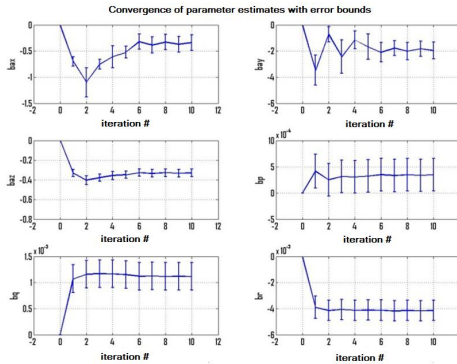 Convergence of parameter estimates with error bounds
bax
0
-0.5
-1
-1.5
-2 0 2 4 6 8 10 12
iteration #
bay
0
-2
-4
-6
-2 0 2 4 6 8 10 12
iteration #
baz
0
-0.2
-0.4
-0.6
-0.8
-2 0 2 4 6 8 10 12
iteration #
bp
x 10^-4
10
5
0
-5
-2 0 2 4 6 8 10 12
iteration #
bq
x 10^-3
1.5
1
0.5
0
-2 0 2 4 6 8 10 12
iteration #
br
x 10^-3
0
-2
-4
-6
-2 0 2 4 6 8 10 12
iteration #